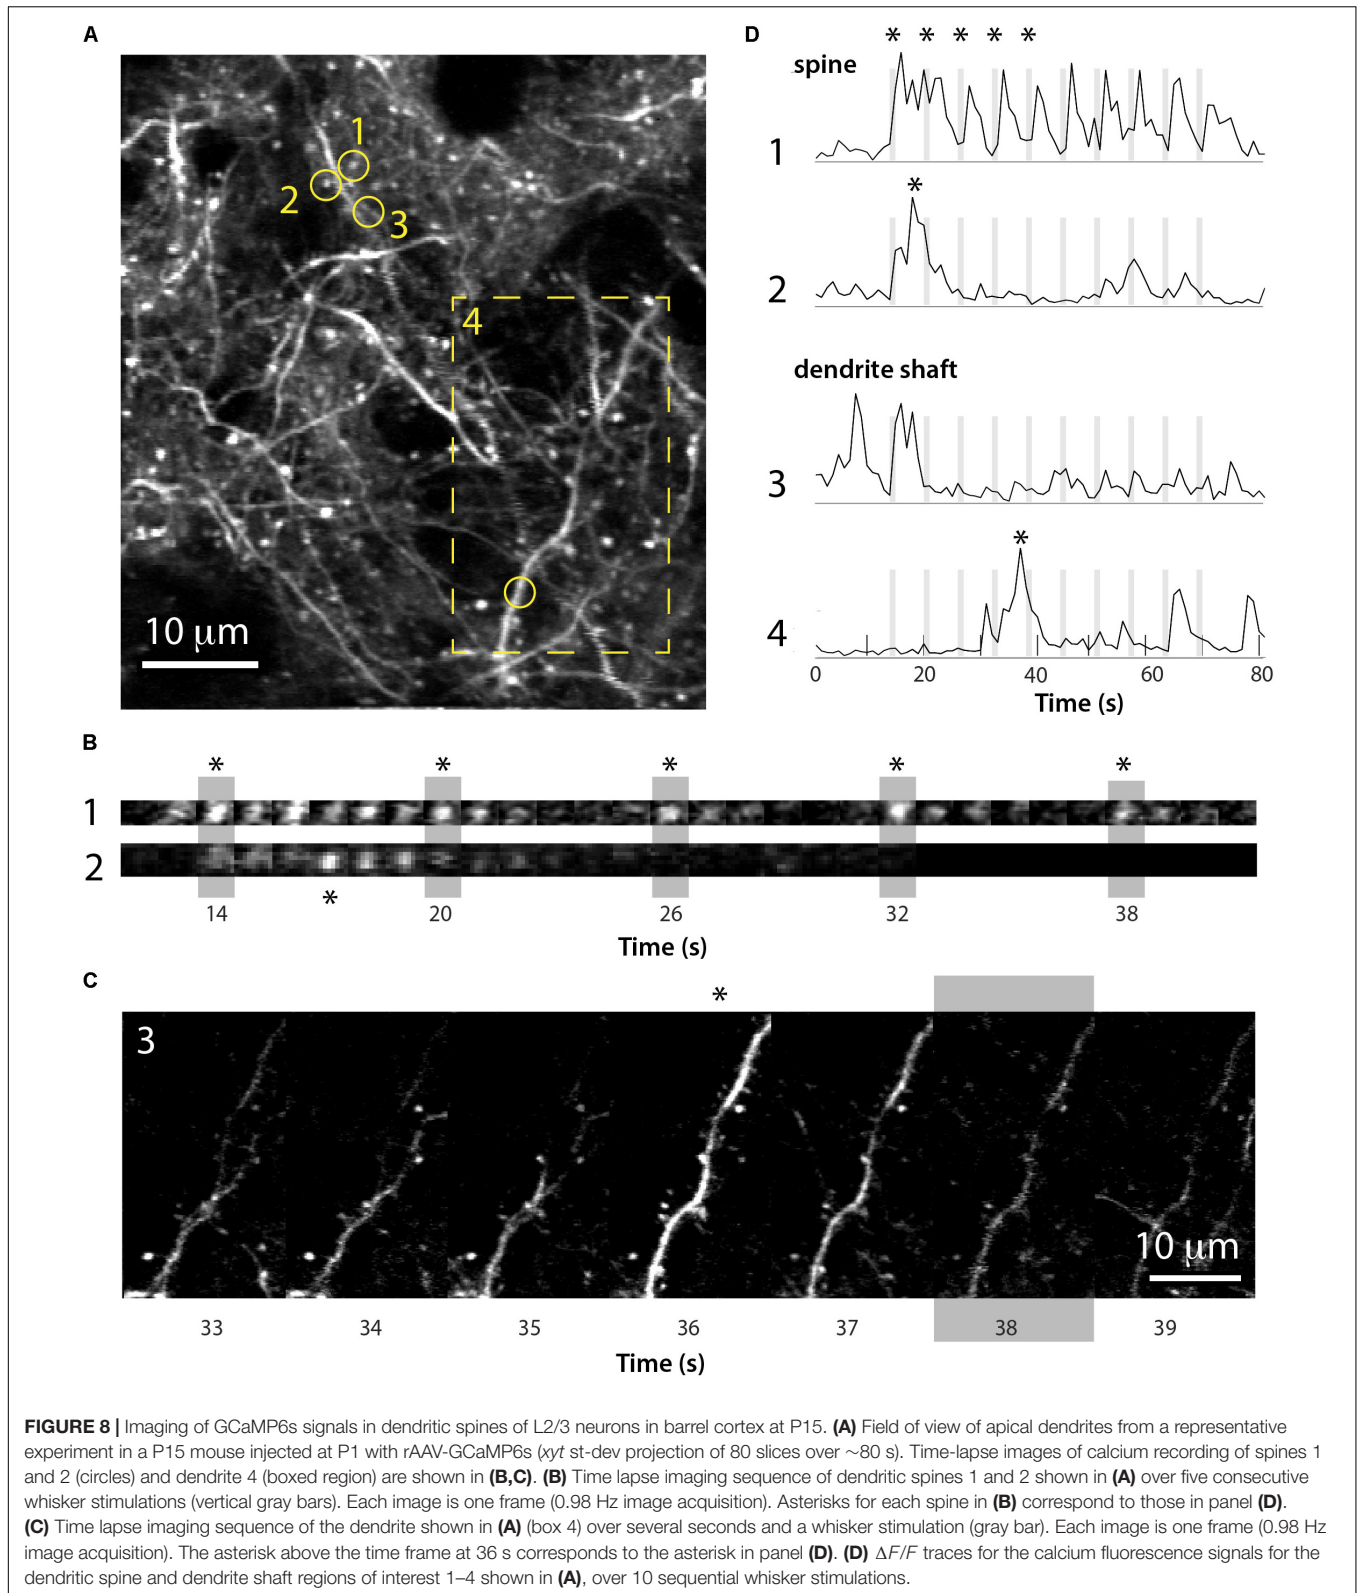 A
1
2
3
4
10 μm
D
* * * * *
spine
1
*
2
dendrite shaft
3
*
4
0 20 40 60 80
Time (s)
B
* * * * *
1
2
*
14 20 26 32 38
Time (s)
C
*
3
10 μm
33 34 35 36 37 38 39
Time (s)
FIGURE 8 | Imaging of GCaMP6s signals in dendritic spines of L2/3 neurons in barrel cortex at P15. (A) Field of view of apical dendrites from a representative
experiment in a P15 mouse injected at P1 with rAAV-GCaMP6s (xyt st-dev projection of 80 slices over ~80 s). Time-lapse images of calcium recording of spines 1
and 2 (circles) and dendrite 4 (boxed region) are shown in (B,C). (B) Time lapse imaging sequence of dendritic spines 1 and 2 shown in (A) over five consecutive
whisker stimulations (vertical gray bars). Each image is one frame (0.98 Hz image acquisition). Asterisks for each spine in (B) correspond to those in panel (D).
(C) Time lapse imaging sequence of the dendrite shown in (A) (box 4) over several seconds and a whisker stimulation (gray bar). Each image is one frame (0.98 Hz
image acquisition). The asterisk above the time frame at 36 s corresponds to the asterisk in panel (D). (D) ΔF/F traces for the calcium fluorescence signals for the
dendritic spine and dendrite shaft regions of interest 1–4 shown in (A), over 10 sequential whisker stimulations.